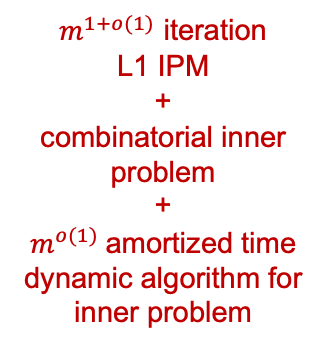 m^{1+o(1)} iteration
L1 IPM
+
combinatorial inner
problem
+
m^{o(1)} amortized time
dynamic algorithm for
inner problem